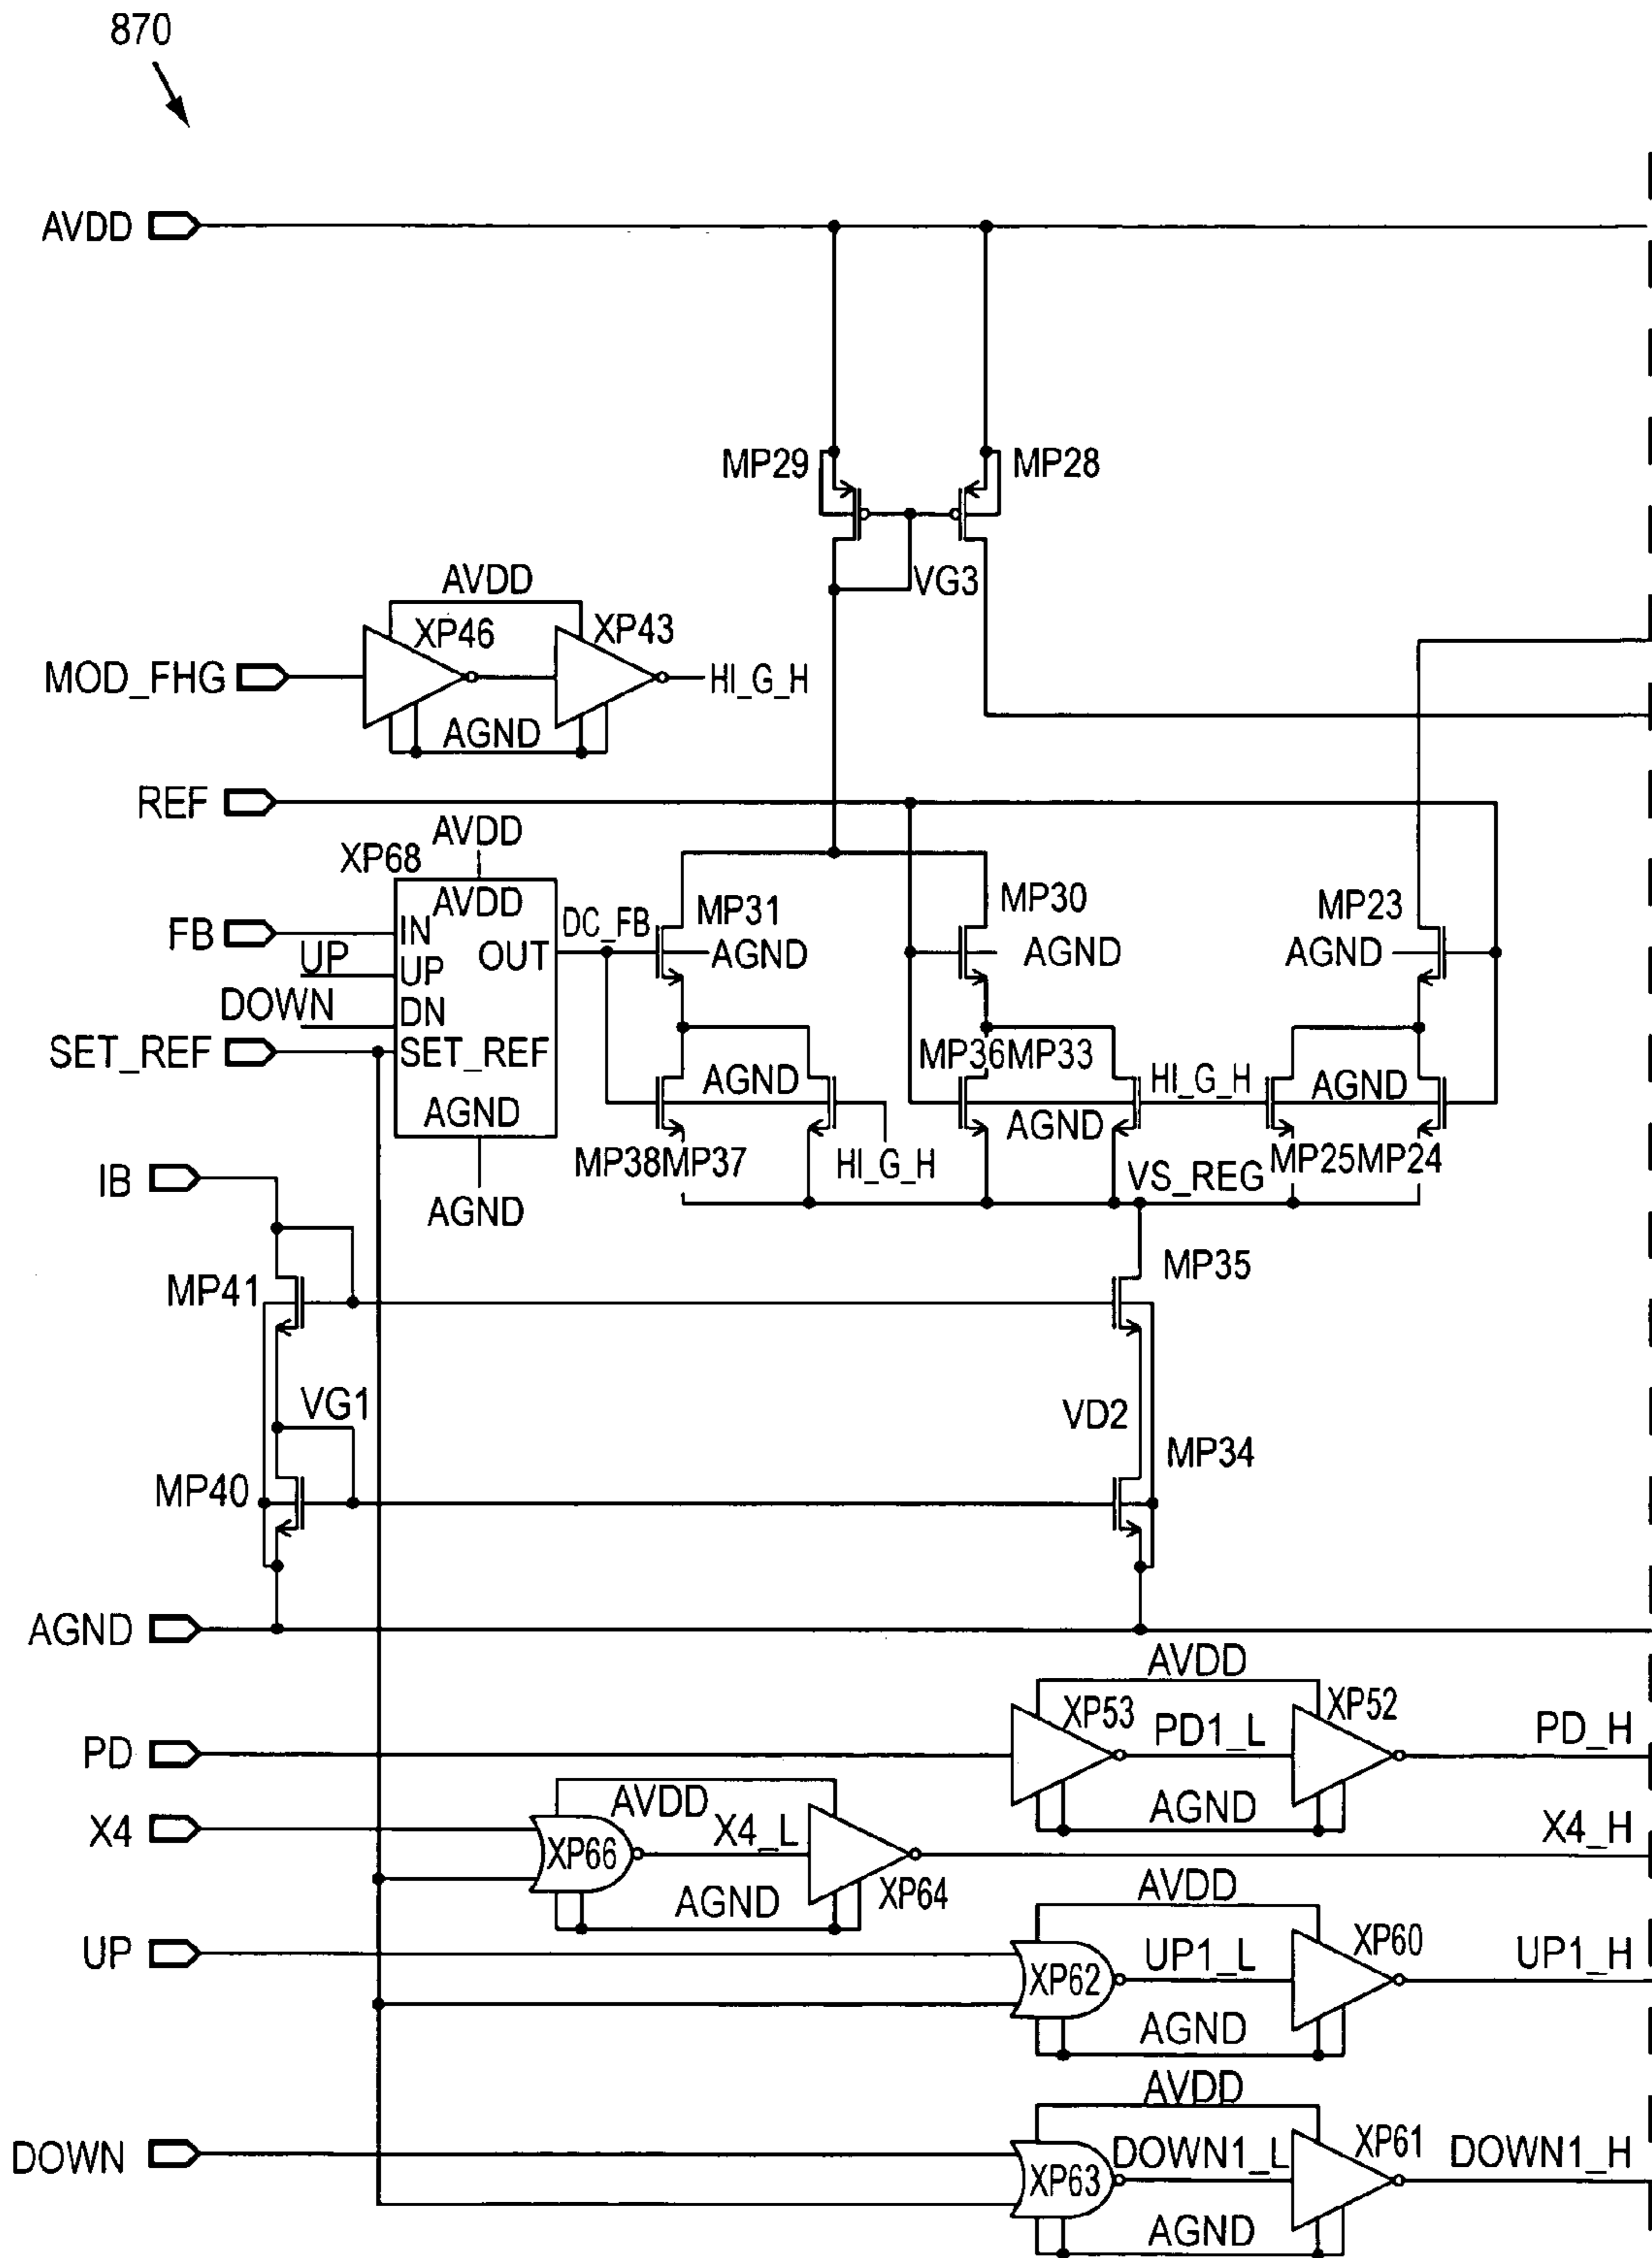 870
AVDD
MP29
MP28
VG3
AVDD
XP46
XP43
MOD_FHG
HI_G_H
AGND
REF
AVDD
XP68
AVDD
FB
IN
OUT
DC_FB
MP31
MP30
MP23
AGND
AGND
AGND
UP
UP
DOWN
DN
SET_REF
SET_REF
AGND
AGND
MP36MP33
AGND
HI_G_H
AGND
MP38MP37
HI_G_H
VS_REG
MP25MP24
IB
AGND
MP41
MP35
VG1
VD2
MP40
MP34
AGND
AVDD
XP53
XP52
PD
PD1_L
PD_H
AGND
AVDD
X4
XP66
X4_L
X4_H
AGND
XP64
AVDD
UP
XP62
UP1_L
XP60
UP1_H
AGND
AVDD
DOWN
XP63
DOWN1_L
XP61
DOWN1_H
AGND